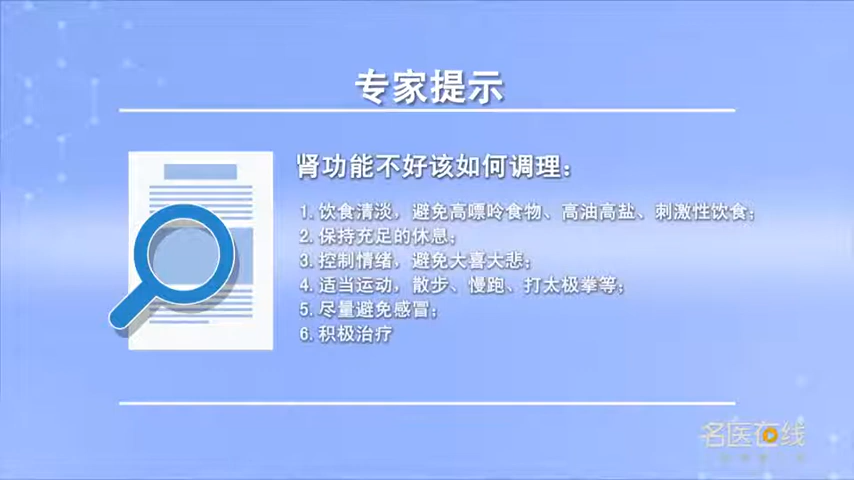 专家提示
肾功能不好该如何调理：
1. 饮食清淡，避免高嘌呤食物、高油高盐、刺激性饮食；
2. 保持充足的休息；
3. 控制情绪，避免大喜大悲；
4. 适当运动，散步、慢跑、打太极拳等；
5. 尽量避免感冒；
6. 积极治疗
名医在线